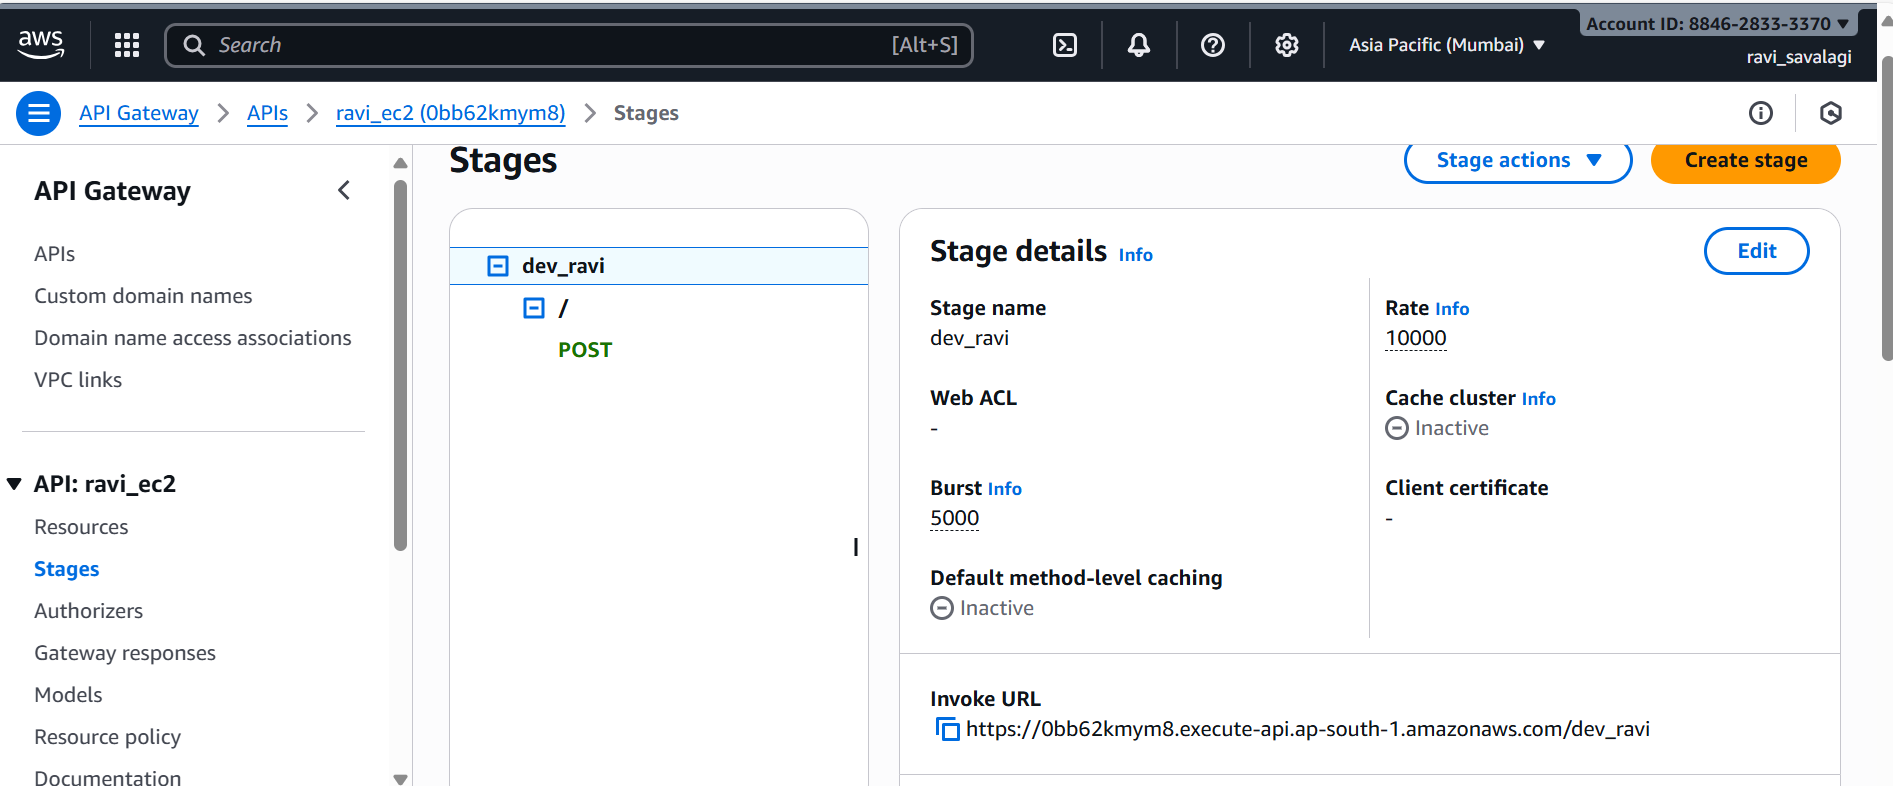 aws
Search
[Alt+S]
Asia Pacific (Mumbai)
Account ID: 8846-2833-3370
ravi_savalagi
API Gateway
APIs
ravi_ec2 (0bb62kmym8)
Stages
API Gateway
APIs
Custom domain names
Domain name access associations
VPC links
API: ravi_ec2
Resources
Stages
Authorizers
Gateway responses
Models
Resource policy
Documentation
Stages
Stage actions
Create stage
dev_ravi
/
POST
Stage details Info
Edit
Stage name
dev_ravi
Rate Info
10000
Web ACL
-
Cache cluster Info
Inactive
Burst Info
5000
Client certificate
-
Default method-level caching
Inactive
Invoke URL
https://0bb62kmym8.execute-api.ap-south-1.amazonaws.com/dev_ravi